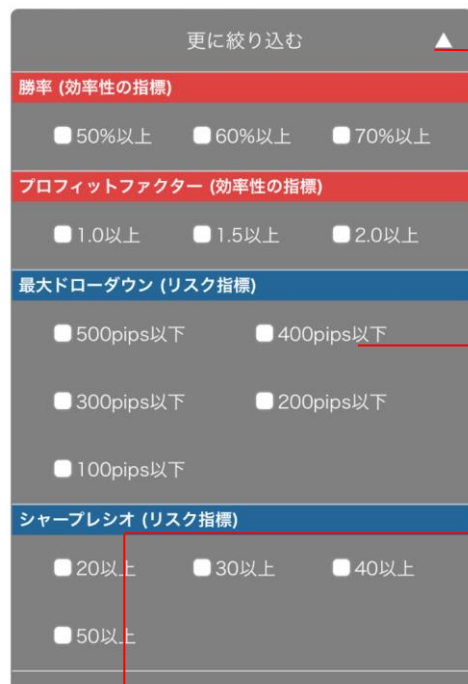 更に絞り込む ▲
勝率 (効率性の指標)
50%以上 60%以上 70%以上
プロフィットファクター (効率性の指標)
1.0以上 1.5以上 2.0以上
最大ドローダウン (リスク指標)
500pips以下 400pips以下
300pips以下 200pips以下
100pips以下
シャープレシオ (リスク指標)
20以上 30以上 40以上
50以上